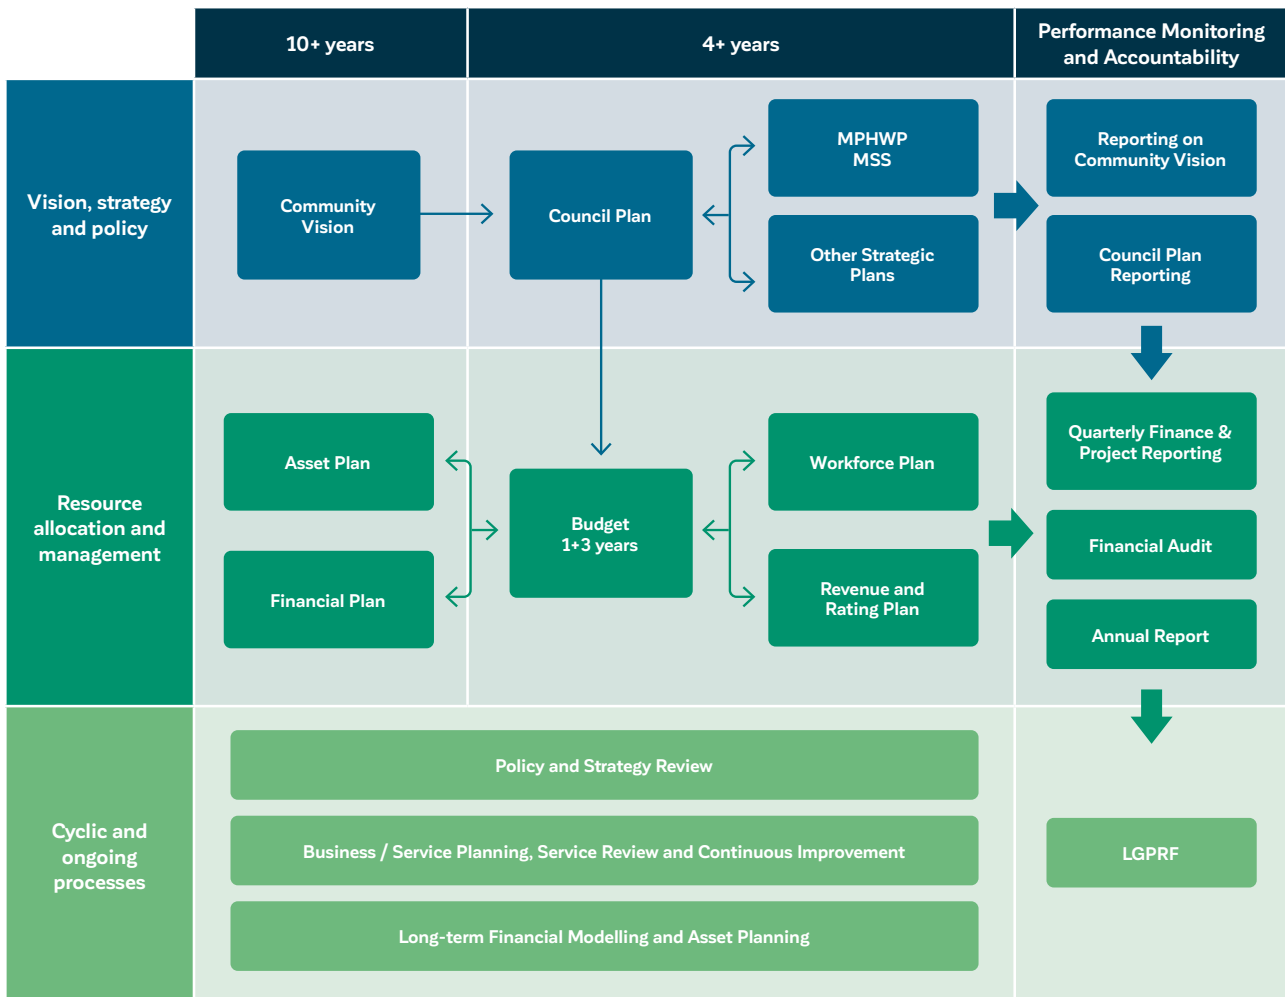 10+ years
4+ years
Performance Monitoring
and Accountability
Vision, strategy
and policy
Community
Vision
Council Plan
MPHWP
MSS
Other Strategic
Plans
Reporting on
Community Vision
Council Plan
Reporting
Resource
allocation and
management
Asset Plan
Financial Plan
Budget
1+3 years
Workforce Plan
Revenue and
Rating Plan
Quarterly Finance &
Project Reporting
Financial Audit
Annual Report
Cyclic and
ongoing
processes
Policy and Strategy Review
Business / Service Planning, Service Review and Continuous Improvement
Long-term Financial Modelling and Asset Planning
LGPRF